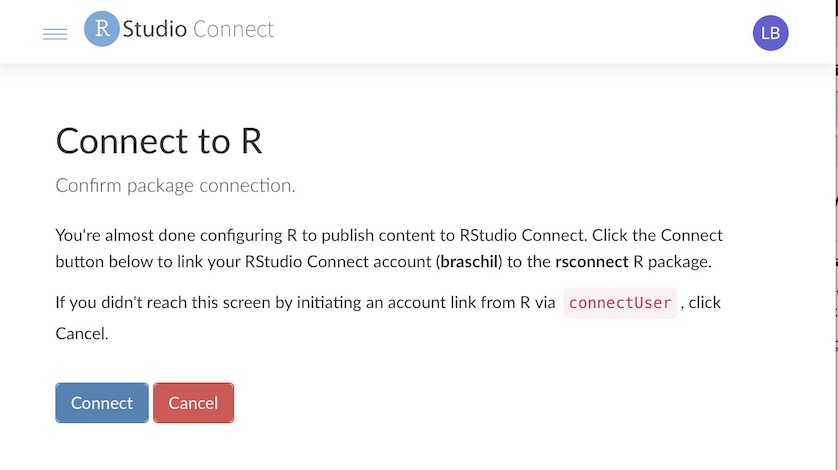 R Studio Connect
LB
Connect to R
Confirm package connection.
You're almost done configuring R to publish content to RStudio Connect. Click the Connect
button below to link your RStudio Connect account (braschil) to the rsconnect R package.
If you didn't reach this screen by initiating an account link from R via connectUser , click
Cancel.
Connect Cancel